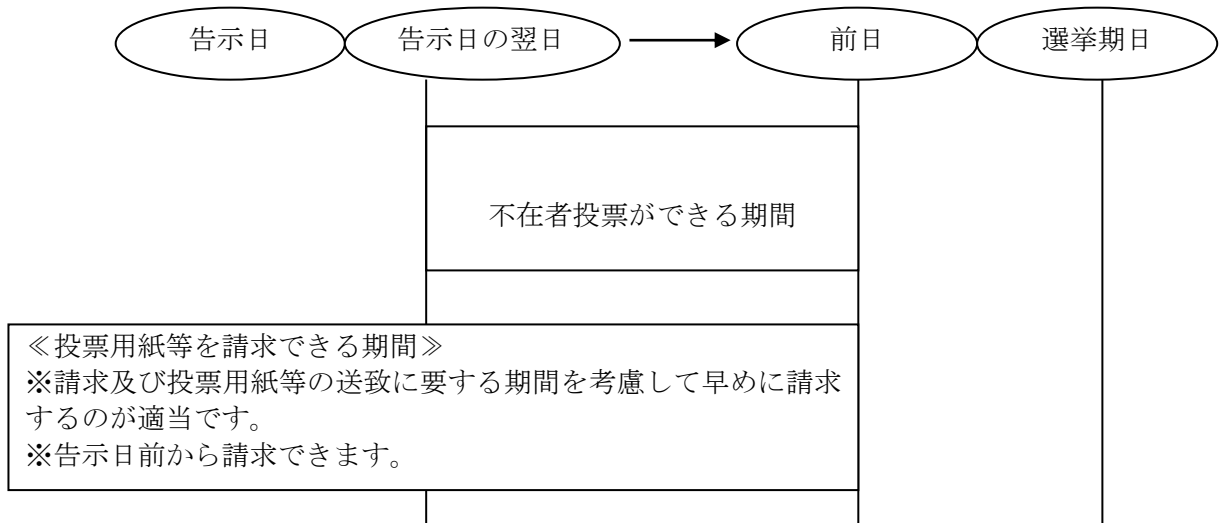 告示日
告示日の翌日
前日
選挙期日
不在者投票ができる期間
≪投票用紙等を請求できる期間≫
※請求及び投票用紙等の送致に要する期間を考慮して早めに請求
するのが適当です。
※告示日前から請求できます。